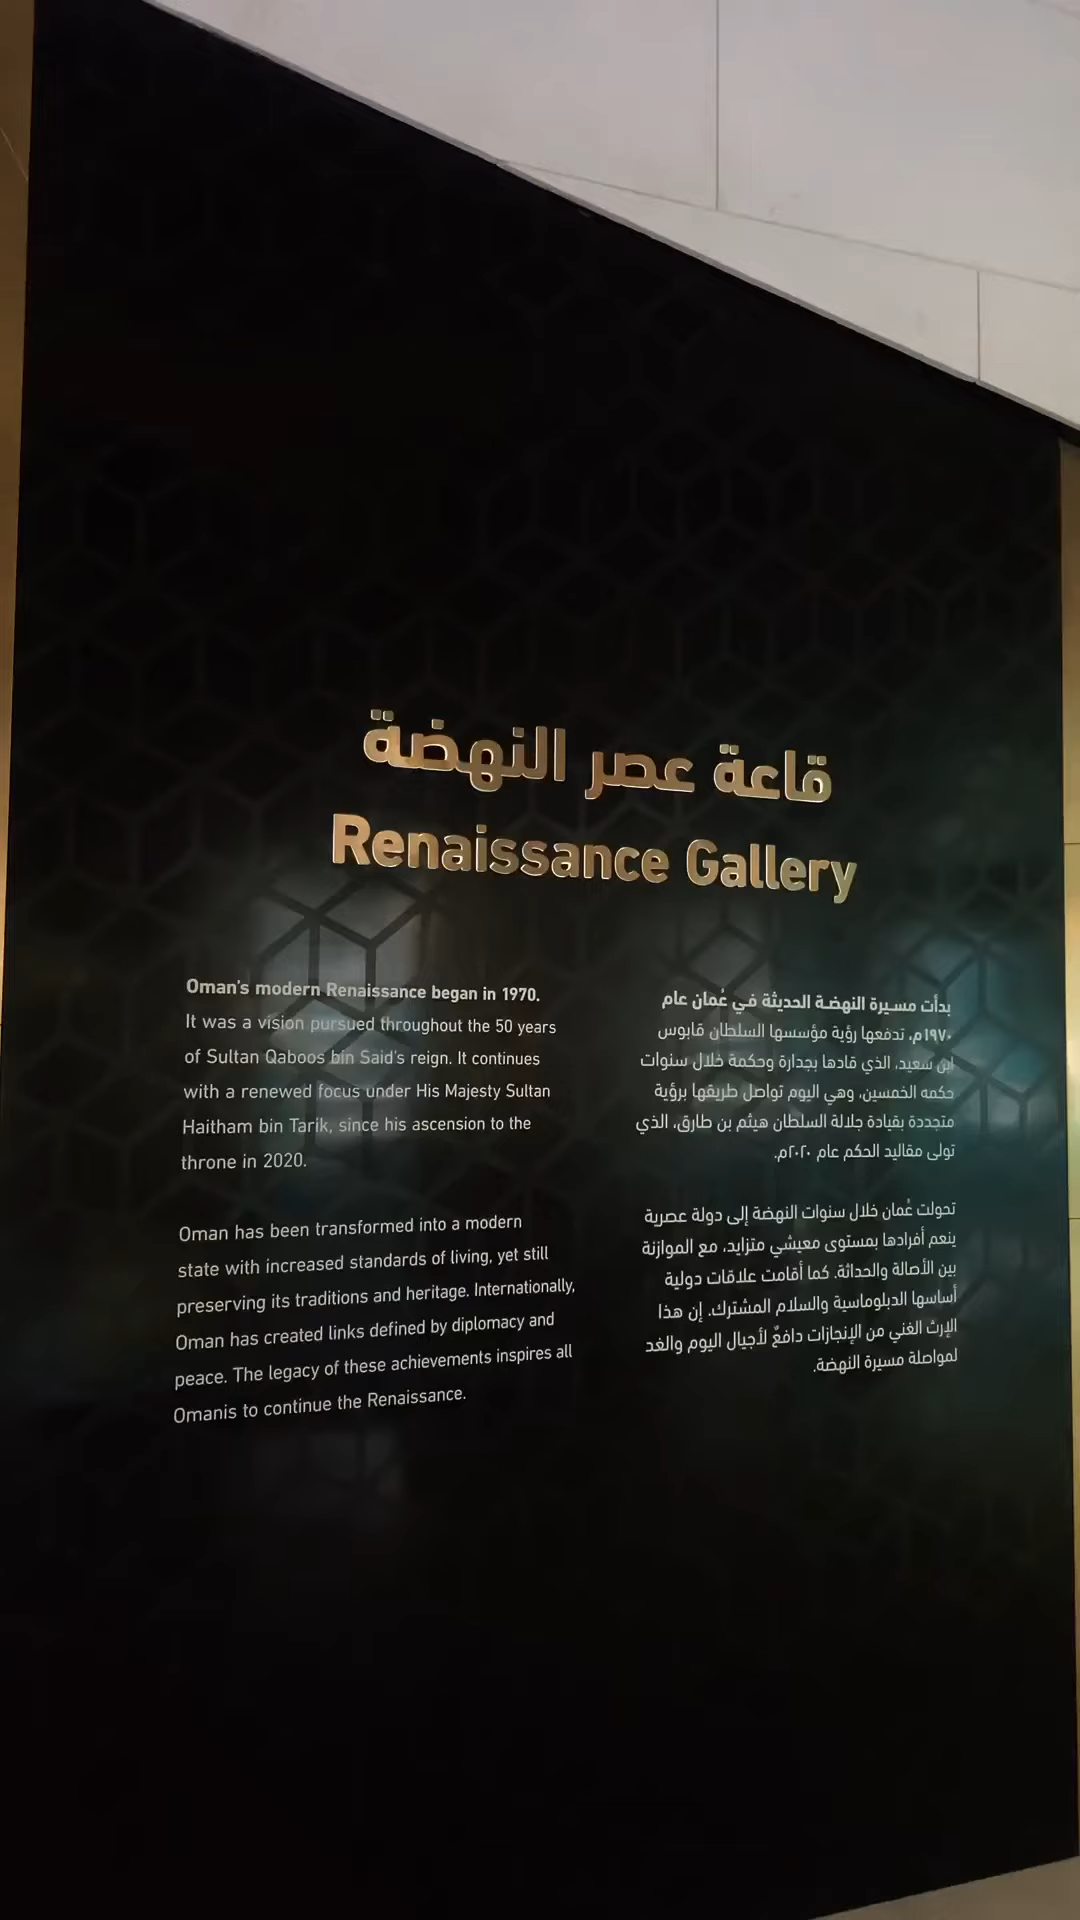 قاعة عصر النهضة
Renaissance Gallery
Oman's modern Renaissance began in 1970.
It was a vision pursued throughout the 50 years
of Sultan Qaboos bin Said's reign. It continues
with a renewed focus under His Majesty Sultan
Haitham bin Tarik, since his ascension to the
throne in 2020.
Oman has been transformed into a modern
state with increased standards of living, yet still
preserving its traditions and heritage. Internationally,
Oman has created links defined by diplomacy and
peace. The legacy of these achievements inspires all
Omanis to continue the Renaissance.
بدأت مسيرة النهضة الحديثة في عُمان عام
١٩٧٠م، تدفعها رؤية مؤسسها السلطان قابوس
ابن سعيد، الذي قادها بجدارة وحكمة خلال سنوات
حكمه الخمسين، وهي اليوم تواصل طريقها برؤية
متجددة بقيادة جلالة السلطان هيثم بن طارق، الذي
تولى مقاليد الحكم عام ٢٠٢٠م.
تحولت عُمان خلال سنوات النهضة إلى دولة عصرية
ينعم أفرادها بمستوى معيشي متزايد، مع الموازنة
بين الأصالة والحداثة. كما أقامت علاقات دولية
أساسها الدبلوماسية والسلام المشترك. إن هذا
الإرث الغني من الإنجازات دافعٌ لأجيال اليوم والغد
لمواصلة مسيرة النهضة.